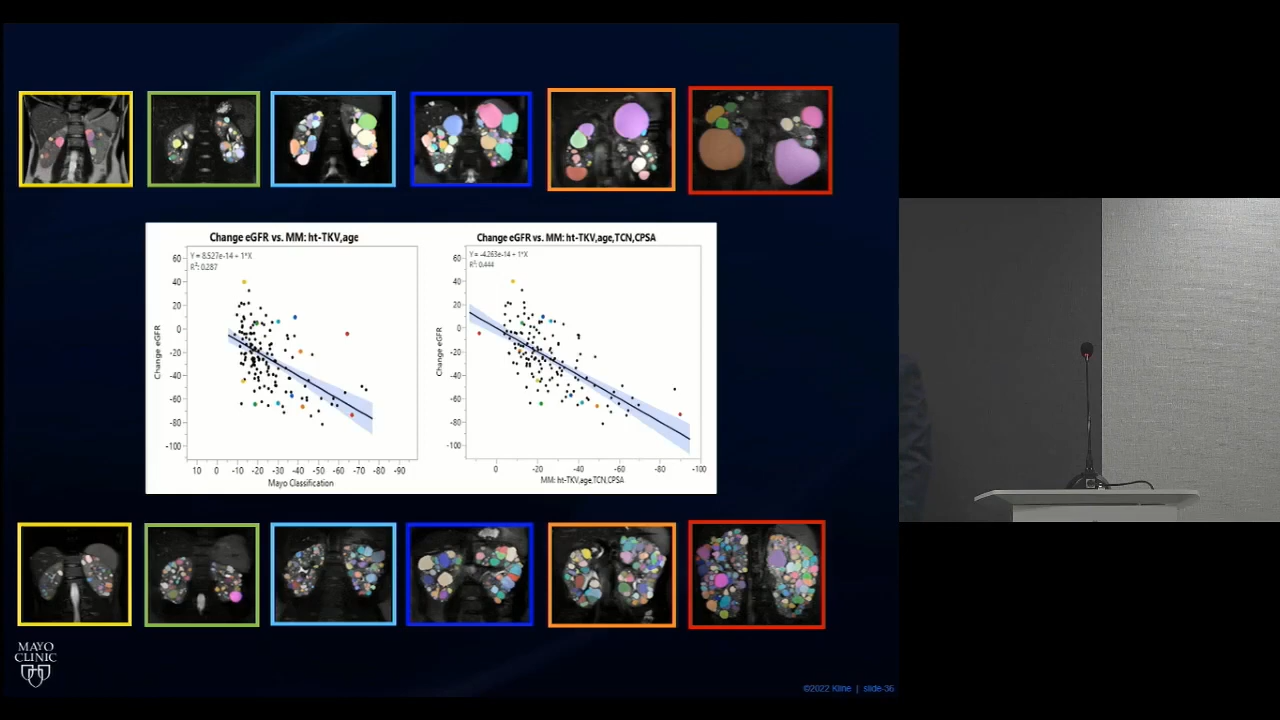 Change eGFR vs. MM: ht-TKV,age
Y = 8.527e-14 + 1*X
R²: 0.287
60
40
20
0
-20
-40
-60
-80
-100
Change eGFR
10 0 -10 -20 -30 -40 -50 -60 -70 -80 -90
Mayo Classification
Change eGFR vs. MM: ht-TKV,age,TCN,CPSA
Y = -4.263e-14 + 1*X
R²: 0.444
60
40
20
0
-20
-40
-60
-80
-100
Change eGFR
0 -20 -40 -60 -80 -100
MM: ht-TKV,age,TCN,CPSA
MAYO
CLINIC
©2022 Kline | slide-36